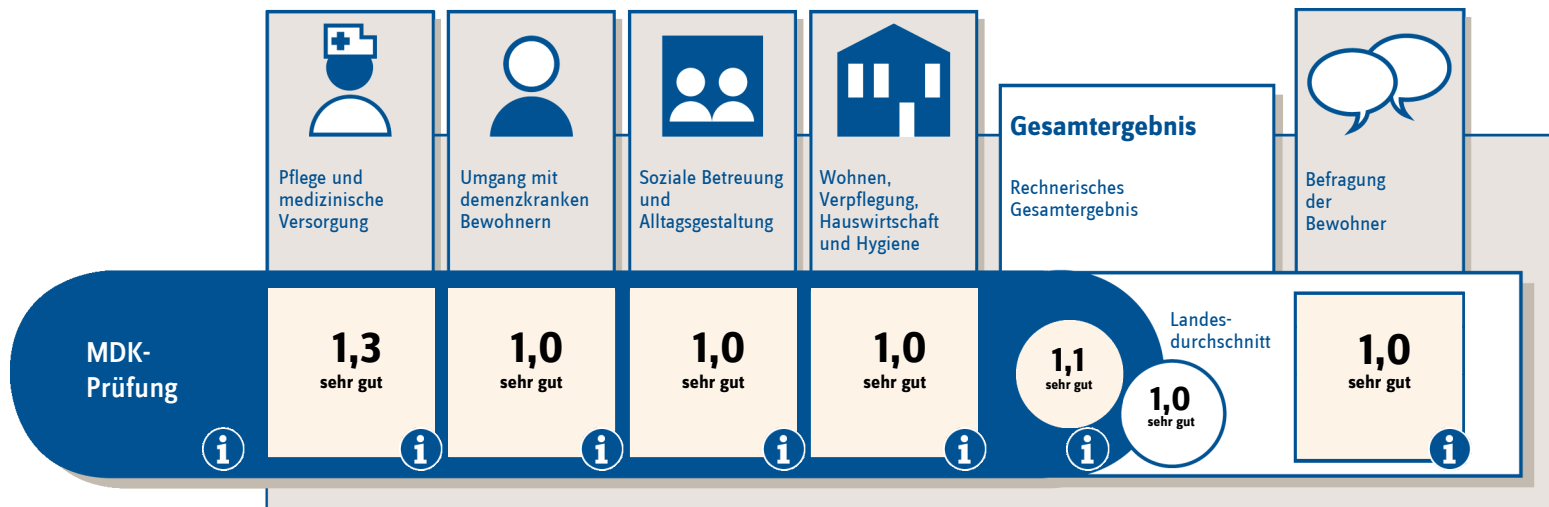 Pflege und
medizinische
Versorgung
Umgang mit
demenzkranken
Bewohnern
Soziale Betreuung
und
Alltagsgestaltung
Wohnen,
Verpflegung,
Hauswirtschaft
und Hygiene
Gesamtergebnis
Rechnerisches
Gesamtergebnis
Befragung
der
Bewohner
MDK-
Prüfung
i
1,3
sehr gut
i
1,0
sehr gut
i
1,0
sehr gut
i
1,0
sehr gut
i
1,1
sehr gut
i
Landes-
durchschnitt
1,0
sehr gut
1,0
sehr gut
i